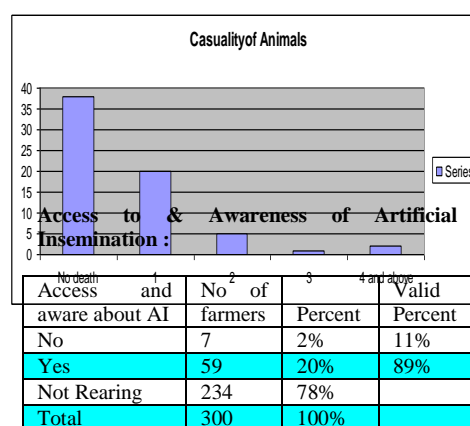 Casualityof Animals
40
35
30
25
20
15
10
5
0
No death 1 2 3 4 and above
Series
Access to & Awareness of Artificial
Insemination :
Access and No of Valid
aware about AI farmers Percent Percent
No 7 2% 11%
Yes 59 20% 89%
Not Rearing 234 78%
Total 300 100%